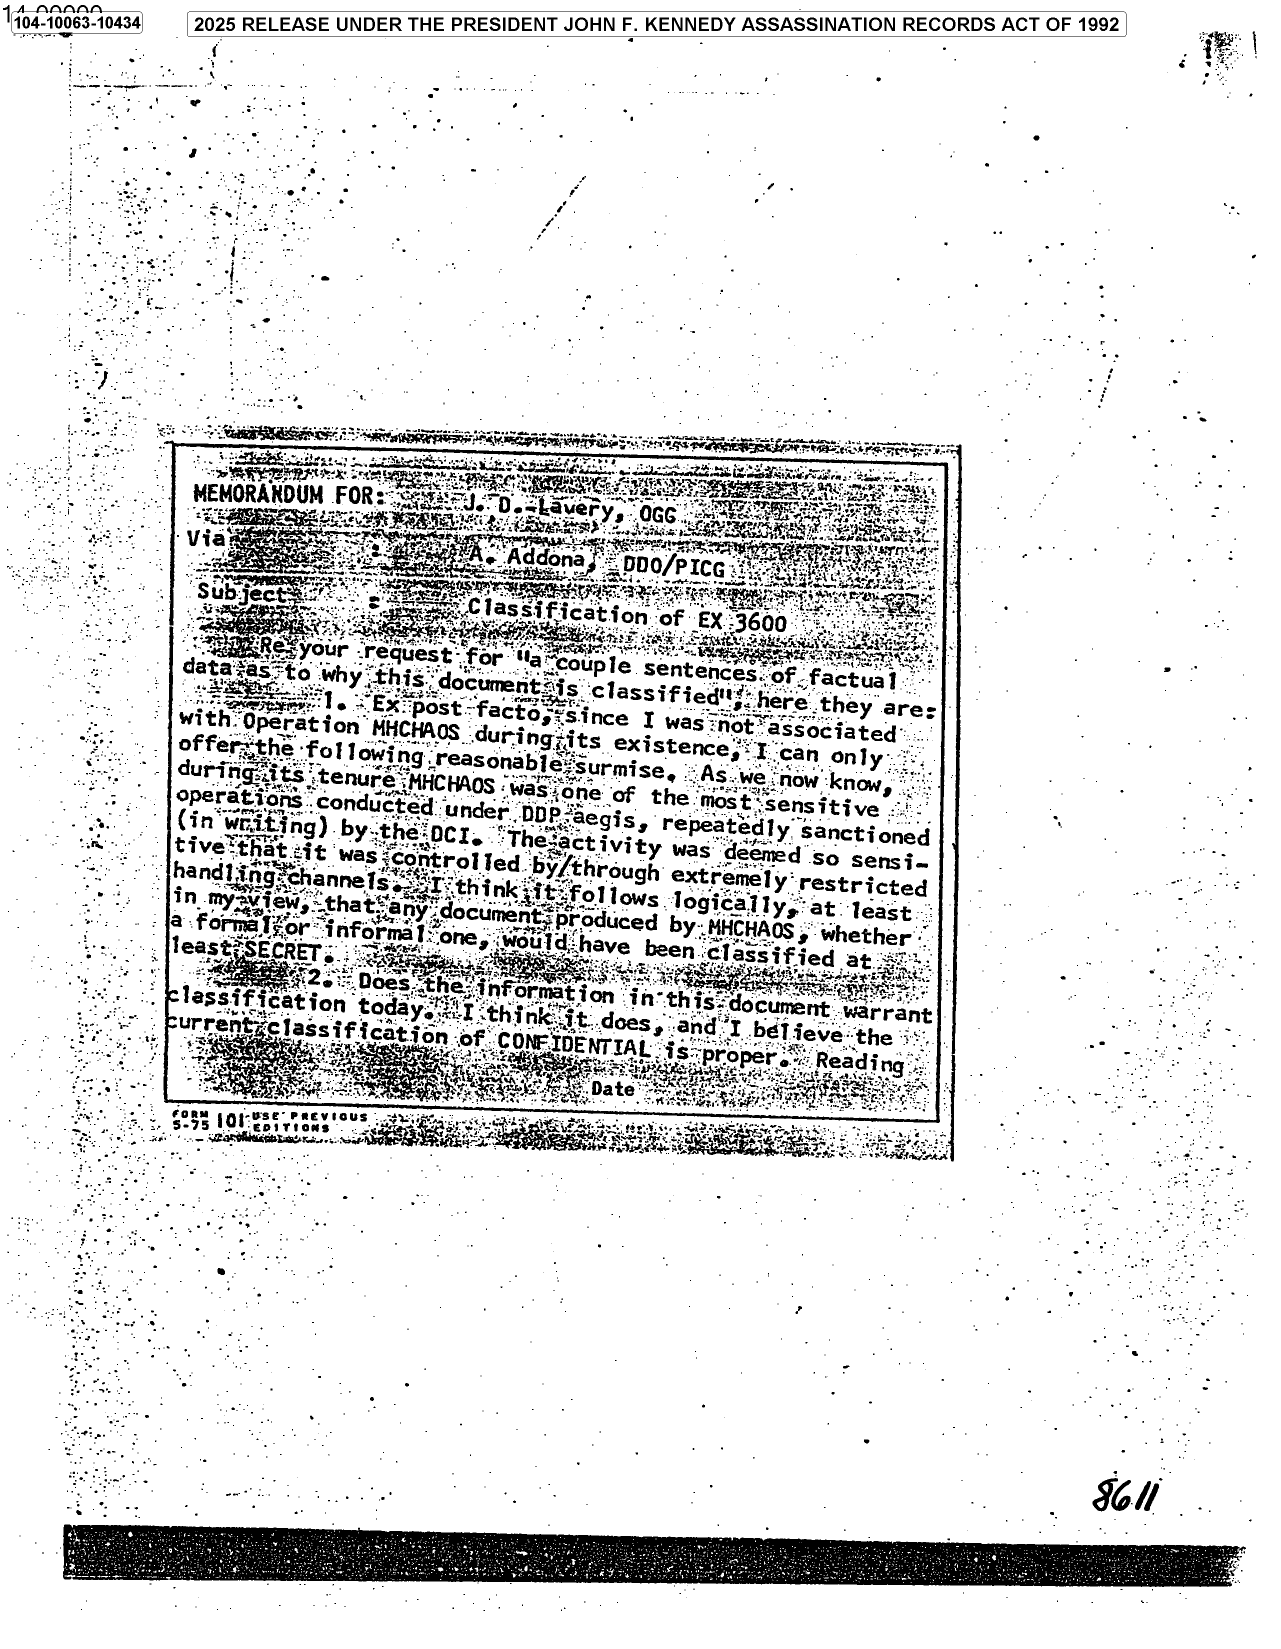 104-10063-10434
2025 RELEASE UNDER THE PRESIDENT JOHN F. KENNEDY ASSASSINATION RECORDS ACT OF 1992
MEMORANDUM FOR: J. D. Lavery, OGG
Via : A. Addona, DDO/PICG
Subject : Classification of EX 3600
Re your request for "a couple sentences of factual
data as to why this document is classified", here they are:
1. Ex post facto, since I was not associated
with Operation MHCHAOS during its existence, I can only
offer the following reasonable surmise. As we now know,
during its tenure MHCHAOS was one of the most sensitive
operations conducted under DDP aegis, repeatedly sanctioned
(in writing) by the DCI. The activity was deemed so sensi-
tive that it was controlled by/through extremely restricted
handling channels. I think it follows logically, at least
in my view, that any document produced by MHCHAOS, whether
a formal or informal one, would have been classified at
least SECRET.
2. Does the information in this document warrant
classification today. I think it does, and I believe the
current classification of CONFIDENTIAL is proper. Reading
Date
FORM 101 USE PREVIOUS
5-75 EDITIONS
8611